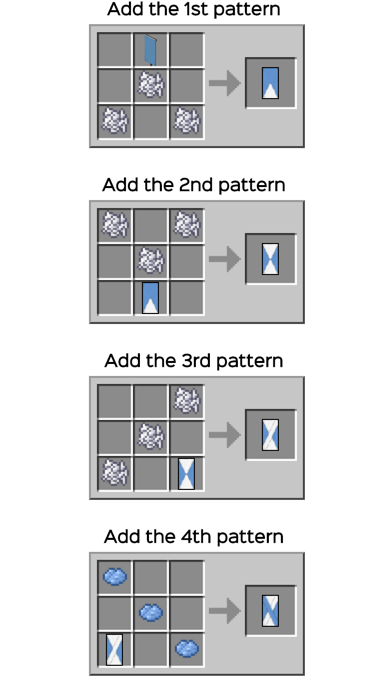 Add the 1st pattern
Add the 2nd pattern
Add the 3rd pattern
Add the 4th pattern